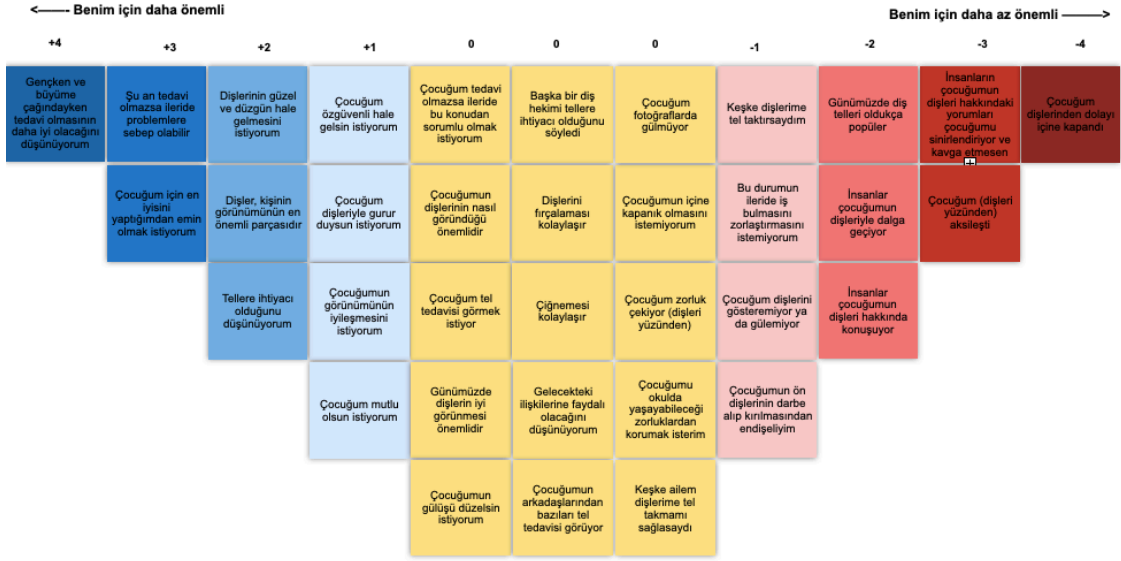 <------- Benim için daha önemli
Benim için daha az önemli ------->
+4
+3
+2
+1
0
0
0
-1
-2
-3
-4
Gençken ve
büyüme
çağındayken
tedavi olmasının
daha iyi olacağını
düşünüyorum
Şu an tedavi
olmazsa ileride
problemlere
sebep olabilir
Dişlerinin güzel
ve düzgün hale
gelmesini
istiyorum
Çocuğum
özgüvenli hale
gelsin istiyorum
Çocuğum tedavi
olmazsa ileride
bu konudan
sorumlu olmak
istiyorum
Başka bir diş
hekimi tellere
ihtiyacı olduğunu
söyledi
Çocuğum
fotoğraflarda
gülmüyor
Keşke dişlerime
tel taktırsaydım
Günümüzde diş
telleri oldukça
popüler
İnsanların
çocuğumun
dişleri hakkındaki
yorumları
çocuğumu
sinirlendiriyor ve
kavga etmesen
Çocuğum
dişlerinden dolayı
içine kapandı
Çocuğum için en
iyisini
yaptığımdan emin
olmak istiyorum
Dişler, kişinin
görünümünün en
önemli parçasıdır
Çocuğum
dişleriyle gurur
duysun istiyorum
Çocuğumun
dişlerinin nasıl
göründüğü
önemlidir
Dişlerini
fırçalaması
kolaylaşır
Çocuğumun içine
kapanık olmasını
istemiyorum
Bu durumun
ileride iş
bulmasını
zorlaştırmasını
istemiyorum
İnsanlar
çocuğumun
dişleriyle dalga
geçiyor
Çocuğum (dişleri
yüzünden)
aksileşti
Tellere ihtiyacı
olduğunu
düşünüyorum
Çocuğumun
görünümünün
iyileşmesini
istiyorum
Çocuğum tel
tedavisi görmek
istiyor
Çiğnemesi
kolaylaşır
Çocuğum zorluk
çekiyor (dişleri
yüzünden)
Çocuğum dişlerini
gösteremiyor ya
da gülemiyor
İnsanlar
çocuğumun
dişleri hakkında
konuşuyor
Çocuğum mutlu
olsun istiyorum
Günümüzde
dişlerin iyi
görünmesi
önemlidir
Gelecekteki
ilişkilerine faydalı
olacağını
düşünüyorum
Çocuğumu
okulda
yaşayabileceği
zorluklardan
korumak isterim
Çocuğumun ön
dişlerinin darbe
alıp kırılmasından
endişeliyim
Çocuğumun
gülüşü düzelsin
istiyorum
Çocuğumun
arkadaşlarından
bazıları tel
tedavisi görüyor
Keşke ailem
dişlerime tel
takmamı
sağlasaydı